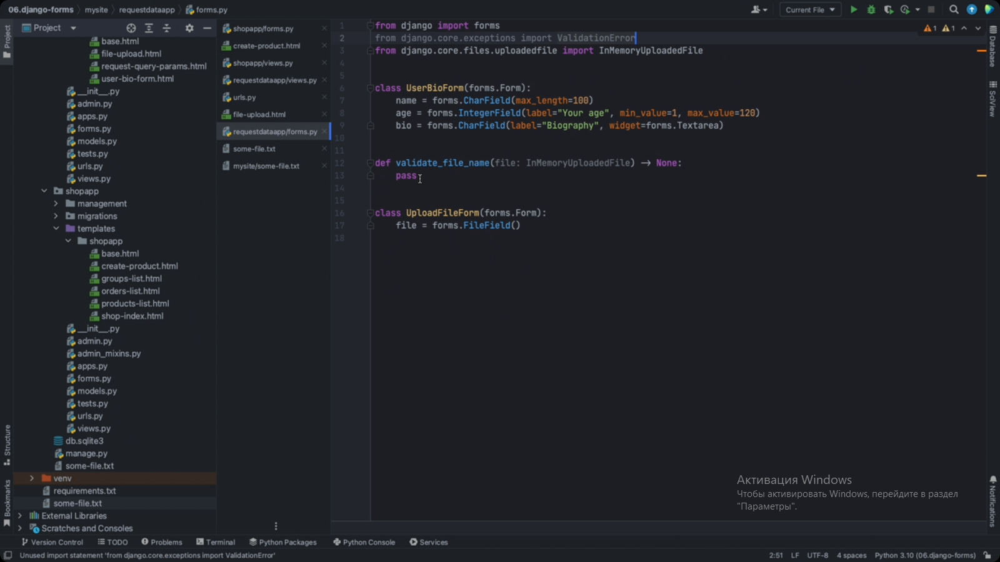 06.django-forms mysite requestdataapp forms.py
Current File
Project
Project
base.html
file-upload.html
request-query-params.html
user-bio-form.html
__init__.py
admin.py
apps.py
forms.py
models.py
tests.py
urls.py
views.py
shopapp
management
migrations
templates
shopapp
base.html
create-product.html
groups-list.html
orders-list.html
products-list.html
shop-index.html
__init__.py
admin.py
admin_mixins.py
apps.py
forms.py
models.py
tests.py
urls.py
views.py
db.sqlite3
manage.py
some-file.txt
venv
requirements.txt
some-file.txt
External Libraries
Scratches and Consoles
Structure
Bookmarks
shopapp/forms.py
create-product.html
shopapp/views.py
requestdataapp/views.py
urls.py
file-upload.html
requestdataapp/forms.py
some-file.txt
mysite/some-file.txt
1 from django import forms
2 from django.core.exceptions import ValidationError
3 from django.core.files.uploadedfile import InMemoryUploadedFile
4
5
6 class UserBioForm(forms.Form):
7 name = forms.CharField(max_length=100)
8 age = forms.IntegerField(label="Your age", min_value=1, max_value=120)
9 bio = forms.CharField(label="Biography", widget=forms.Textarea)
10
11
12 def validate_file_name(file: InMemoryUploadedFile) → None:
13 pass
14
15
16 class UploadFileForm(forms.Form):
17 file = forms.FileField()
18
1 1
Database
SciView
Notifications
Активация Windows
Чтобы активировать Windows, перейдите в раздел
"Параметры".
Version Control TODO Problems Terminal Python Packages Python Console Services
Unused import statement 'from django.core.exceptions import ValidationError' 2:51 LF UTF-8 4 spaces Python 3.10 (06.django-forms)